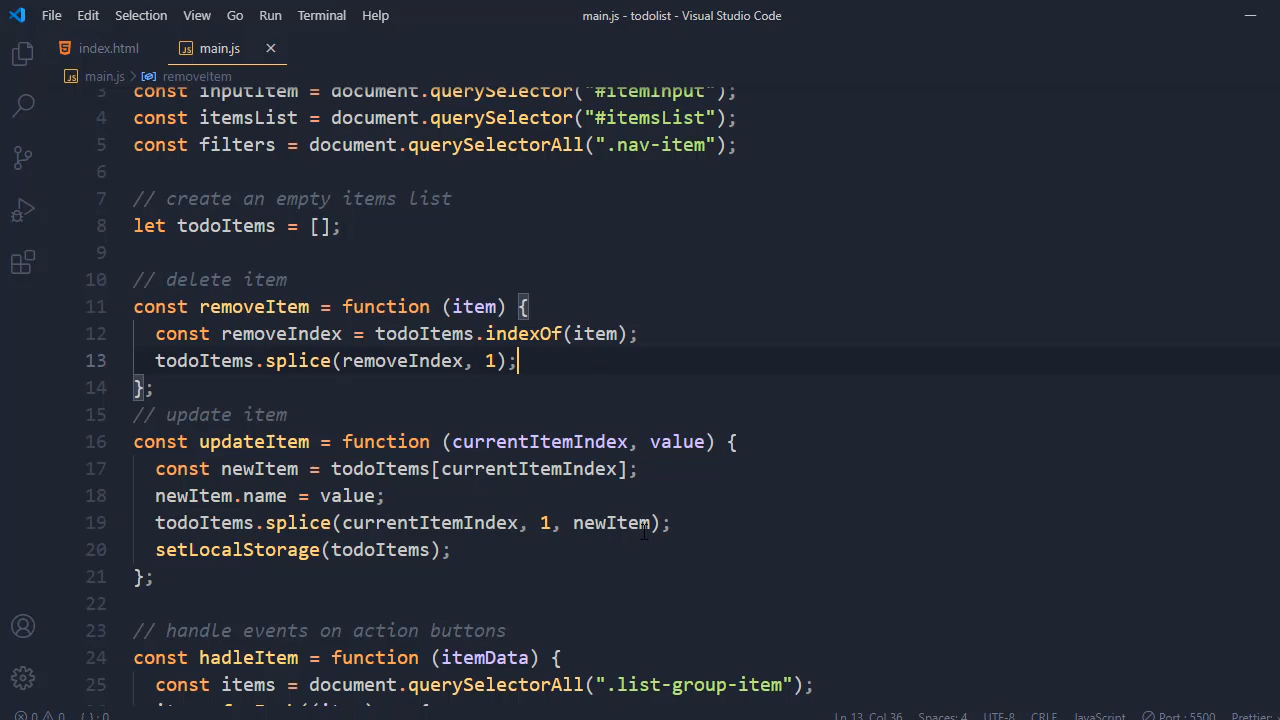 File Edit Selection View Go Run Terminal Help main.js - todolist - Visual Studio Code
index.html JS main.js
JS main.js > removeItem
3 const inputItem = document.querySelector("#itemInput");
4 const itemsList = document.querySelector("#itemsList");
5 const filters = document.querySelectorAll(".nav-item");
6
7 // create an empty items list
8 let todoItems = [];
9
10 // delete item
11 const removeItem = function (item) {
12 const removeIndex = todoItems.indexOf(item);
13 todoItems.splice(removeIndex, 1);
14 };
15 // update item
16 const updateItem = function (currentItemIndex, value) {
17 const newItem = todoItems[currentItemIndex];
18 newItem.name = value;
19 todoItems.splice(currentItemIndex, 1, newItem);
20 setLocalStorage(todoItems);
21 };
22
23 // handle events on action buttons
24 const hadleItem = function (itemData) {
25 const items = document.querySelectorAll(".list-group-item");
0 0 Ln 13, Col 36 Spaces: 4 UTF-8 CRLF JavaScript Port : 5500 Prettier